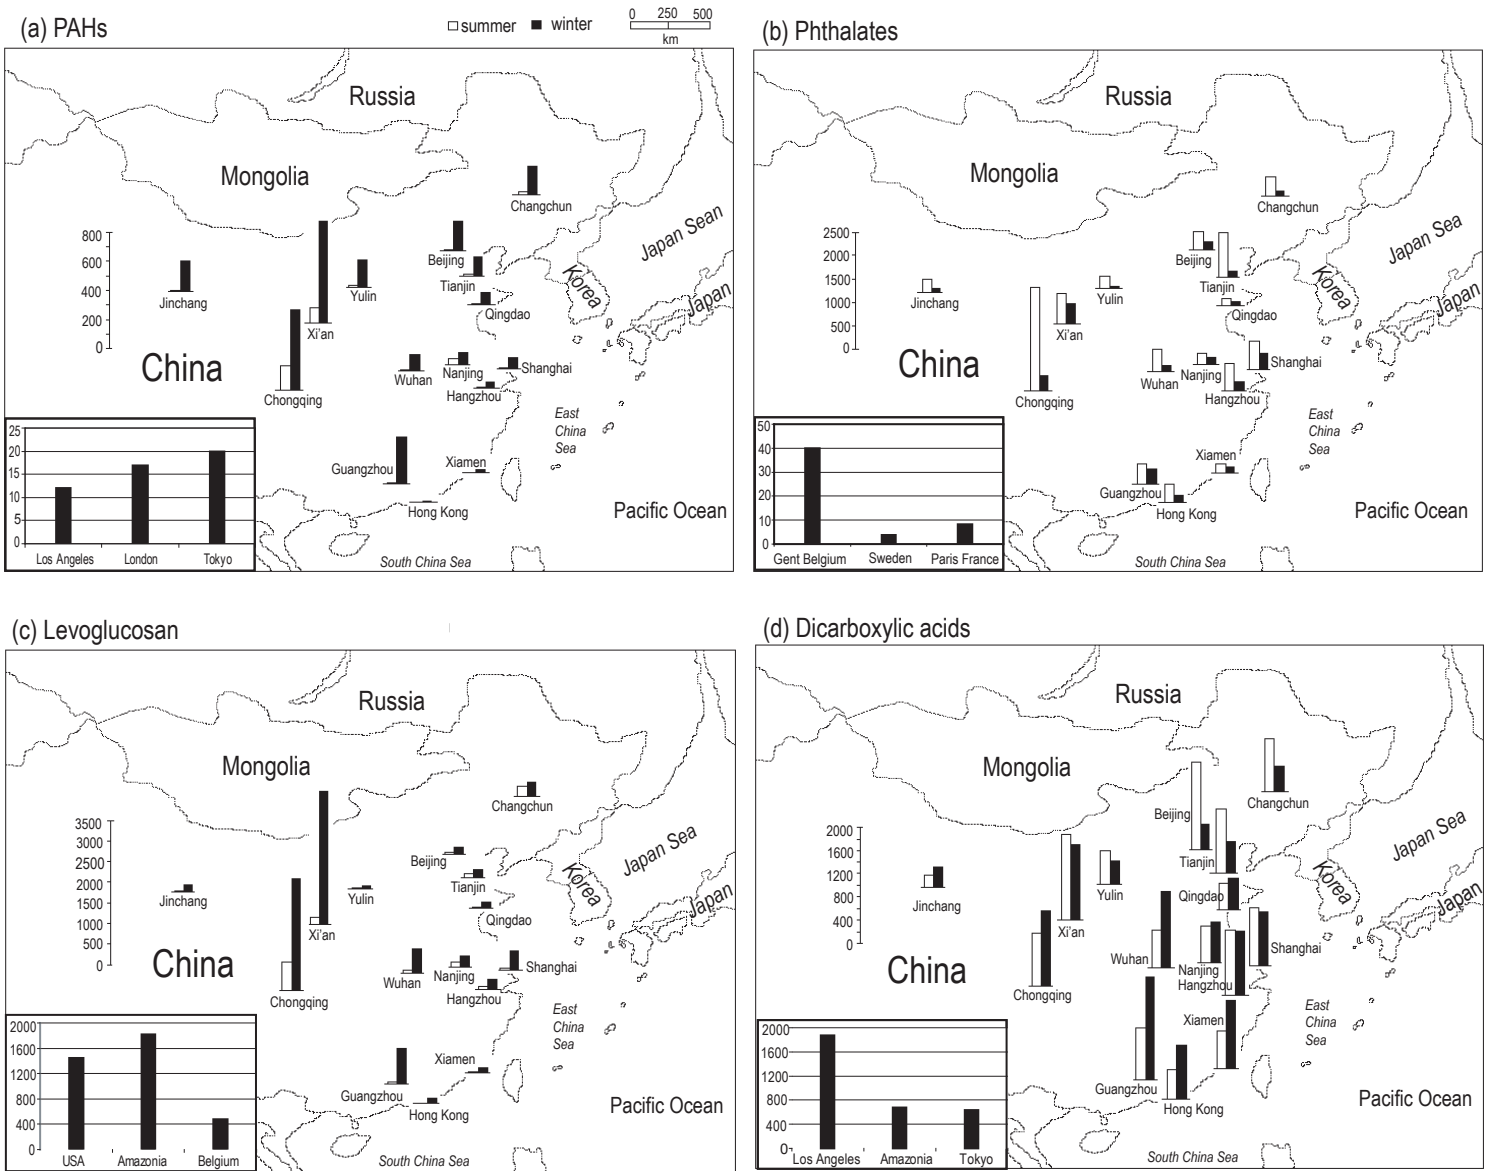 (a) PAHs
summer winter
0 250 500
km
Russia
Mongolia
Changchun
Japan Sean
800
600
400
200
0
Beijing
Tianjin
Korea
Japan
Jinchang
Yulin
Qingdao
Xi'an
China
Wuhan
Nanjing
Shanghai
Hangzhou
Chongqing
East
China
Sea
Guangzhou
Xiamen
Hong Kong
Pacific Ocean
South China Sea
25
20
15
10
5
0
Los Angeles London Tokyo
(b) Phthalates
Russia
Mongolia
Changchun
Japan Sea
2500
2000
1500
1000
500
0
Beijing
Tianjin
Korea
Japan
Jinchang
Yulin
Qingdao
Xi'an
China
Wuhan
Nanjing
Shanghai
Hangzhou
Chongqing
East
China
Sea
Xiamen
Guangzhou
Hong Kong
Pacific Ocean
South China Sea
50
40
30
20
10
0
Gent Belgium Sweden Paris France
(c) Levoglucosan
Russia
Mongolia
Changchun
Japan Sea
3500
3000
2500
2000
1500
1000
500
0
Beijing
Tianjin
Korea
Japan
Jinchang
Yulin
Qingdao
Xi'an
China
Wuhan
Nanjing
Shanghai
Hangzhou
Chongqing
East
China
Sea
Xiamen
Guangzhou
Hong Kong
Pacific Ocean
South China Sea
2000
1600
1200
800
400
0
USA Amazonia Belgium
(d) Dicarboxylic acids
Russia
Mongolia
Changchun
Beijing
Japan Sea
2000
1600
1200
800
400
0
Tianjin
Korea
Japan
Jinchang
Yulin
Qingdao
Xi'an
China
Wuhan
Nanjing
Shanghai
Hangzhou
Chongqing
Xiamen
East
China
Sea
Guangzhou
Hong Kong
Pacific Ocean
South China Sea
2000
1600
1200
800
400
0
Los Angeles Amazonia Tokyo